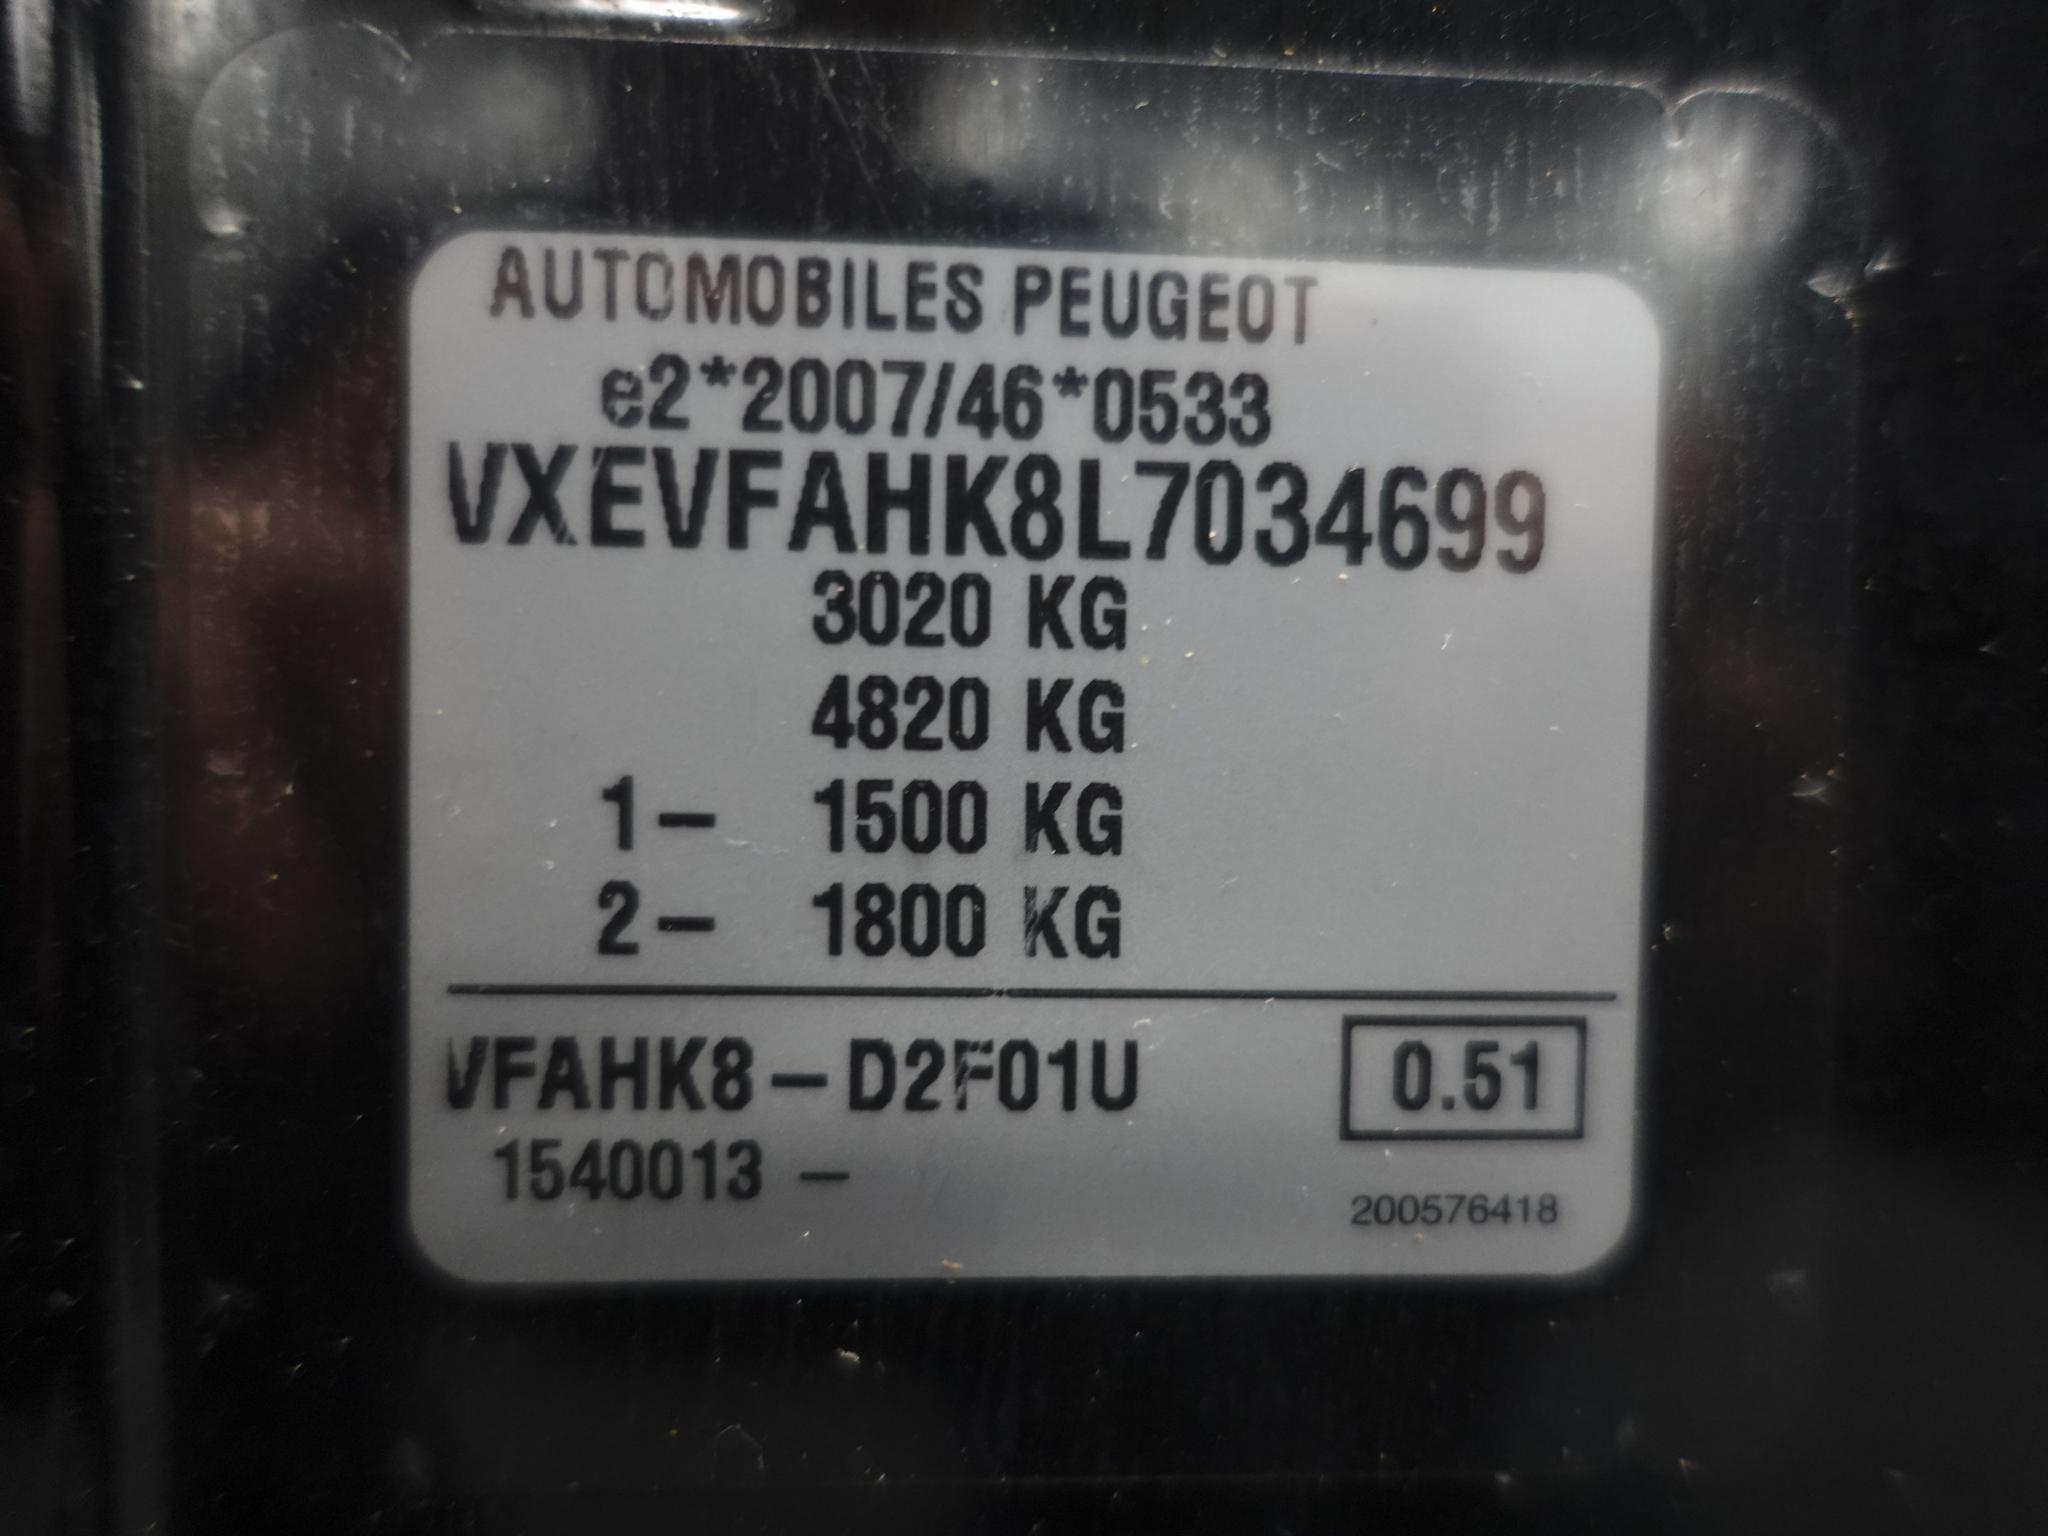 AUTOMOBILES PEUGEOT
e2*2007/46*0533
VXEVFAHK8L7034699
3020 KG
4820 KG
1- 1500 KG
2- 1800 KG
VFAHK8-D2F01U
0.51
1540013 -
200576418